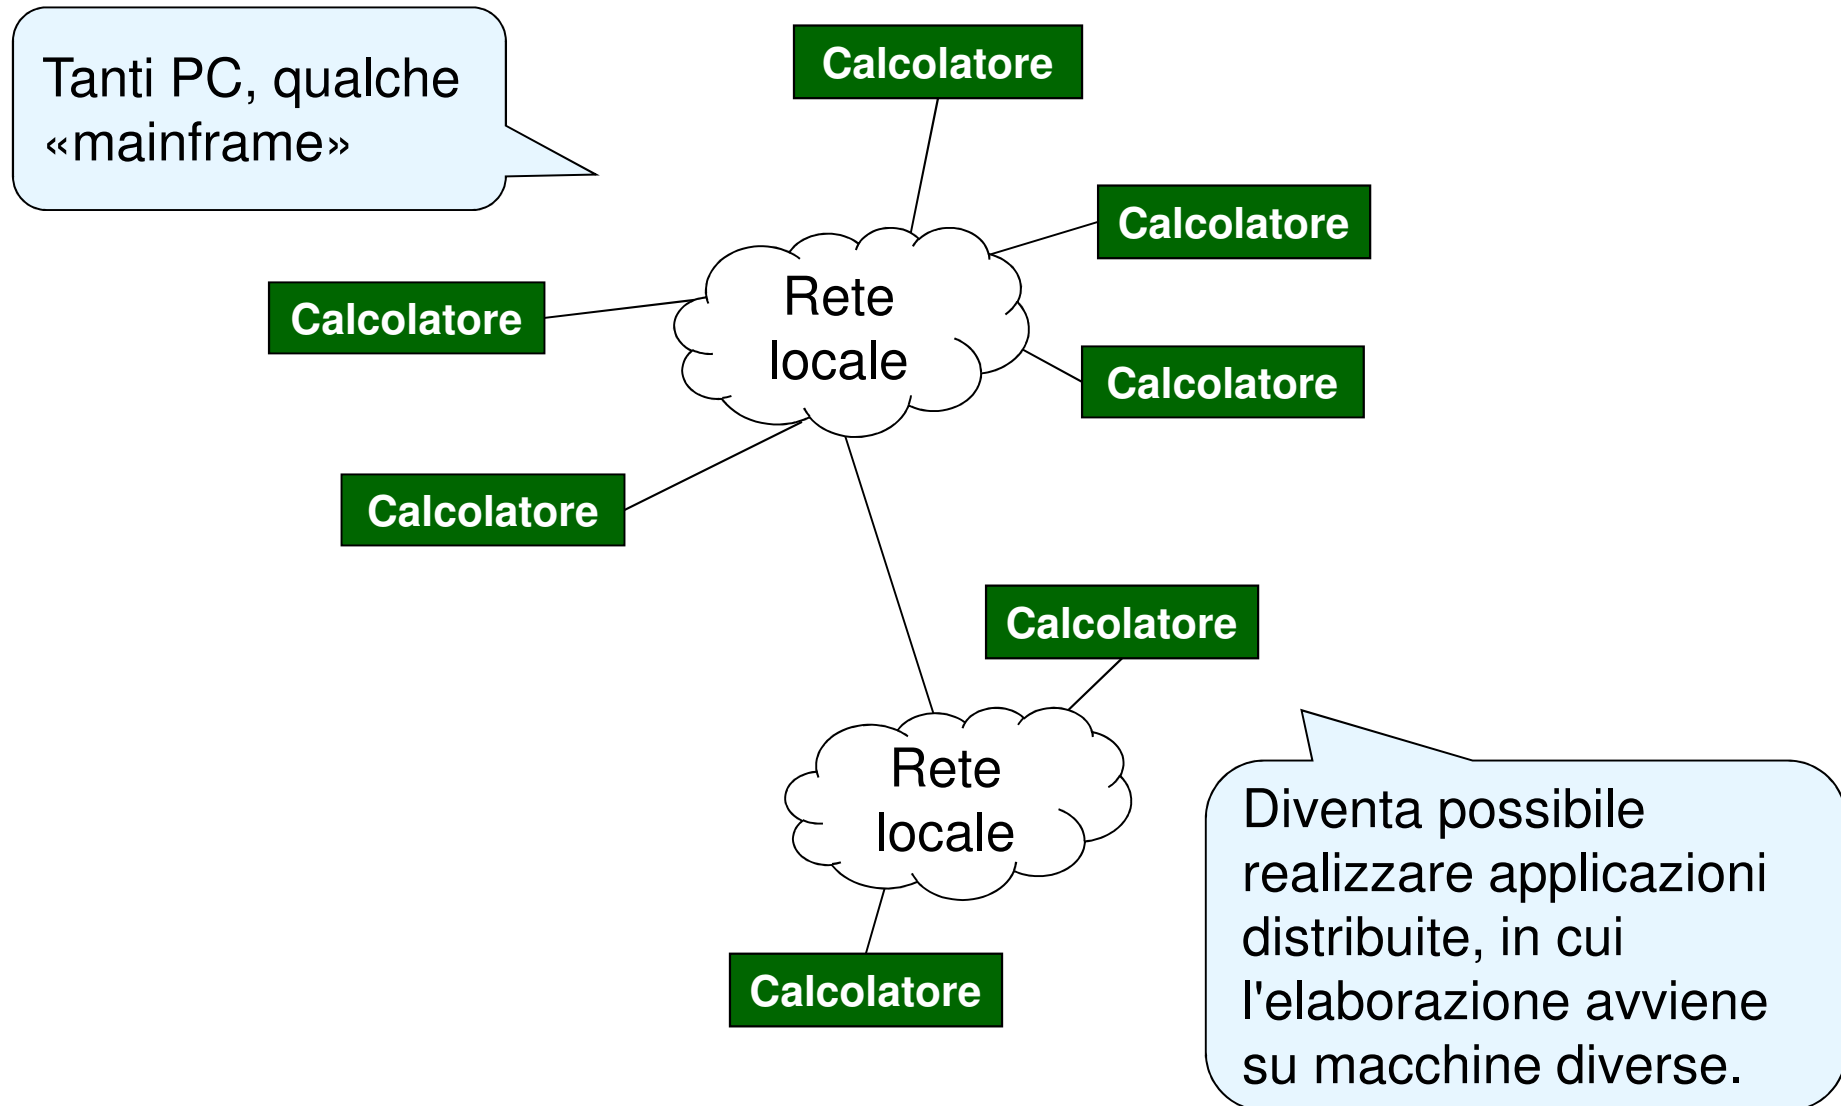 Tanti PC, qualche
«mainframe»
Calcolatore
Calcolatore
Calcolatore
Rete
locale
Calcolatore
Calcolatore
Calcolatore
Rete
locale
Calcolatore
Diventa possibile
realizzare applicazioni
distribuite, in cui
l'elaborazione avviene
su macchine diverse.